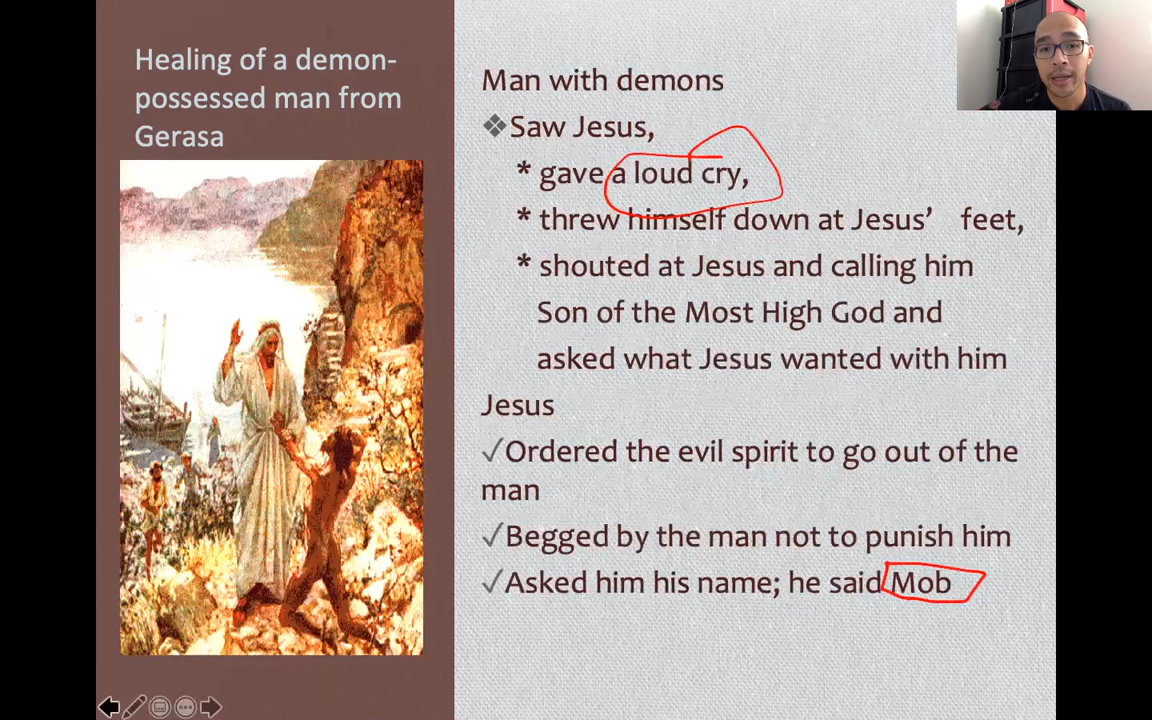 Healing of a demon-
possessed man from
Gerasa
Man with demons
❖Saw Jesus,
* gave a loud cry,
* threw himself down at Jesus’ feet,
* shouted at Jesus and calling him
Son of the Most High God and
asked what Jesus wanted with him
Jesus
✓Ordered the evil spirit to go out of the
man
✓Begged by the man not to punish him
✓Asked him his name; he said Mob